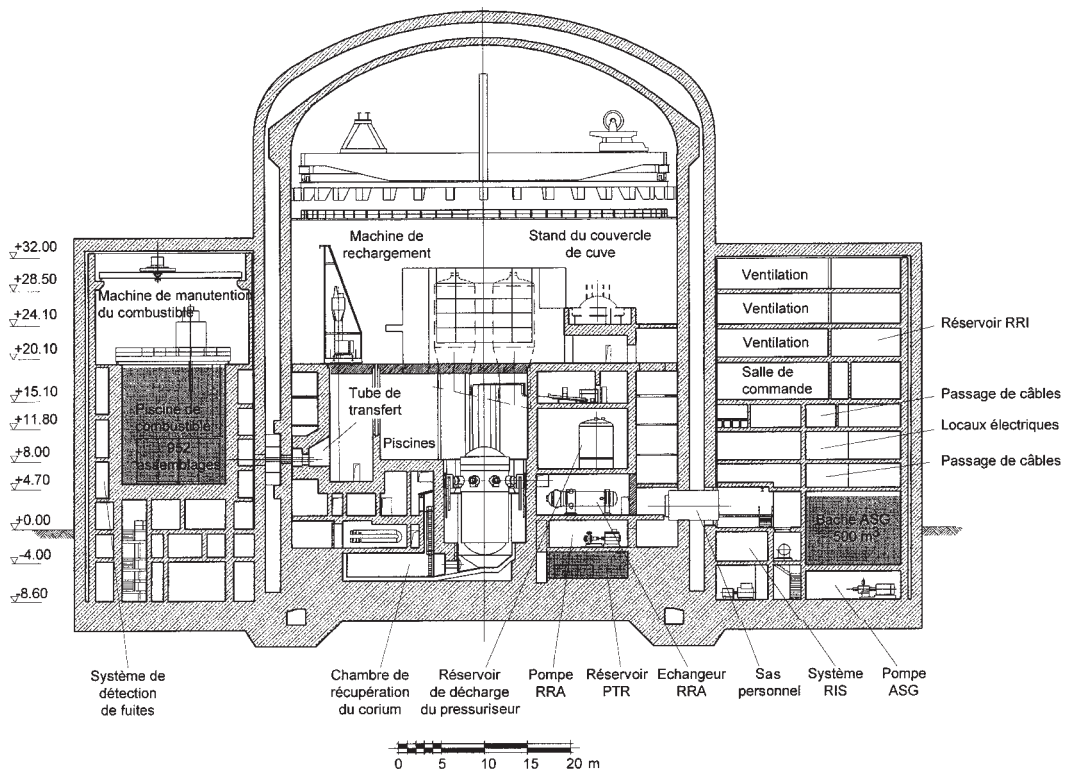 Machine de
rechargement
Stand du couvercle
de cuve
+32.00
+28.50
+24.10
+20.10
+15.10
+11.80
+8.00
+4.70
+0.00
-4.00
-8.60
Machine de manutention
du combustible
Piscine de
combustible
952
assemblages
Tube de
transfert
Piscines
Ventilation
Ventilation
Ventilation
Salle de
commande
Bache ASG
500 m³
Réservoir RRI
Passage de câbles
Locaux électriques
Passage de câbles
Système de
détection
de fuites
Chambre de
récupération
du corium
Réservoir
de décharge
du pressuriseur
Pompe
RRA
Réservoir
PTR
Echangeur
RRA
Sas
personnel
Système
RIS
Pompe
ASG
0 5 10 15 20 m